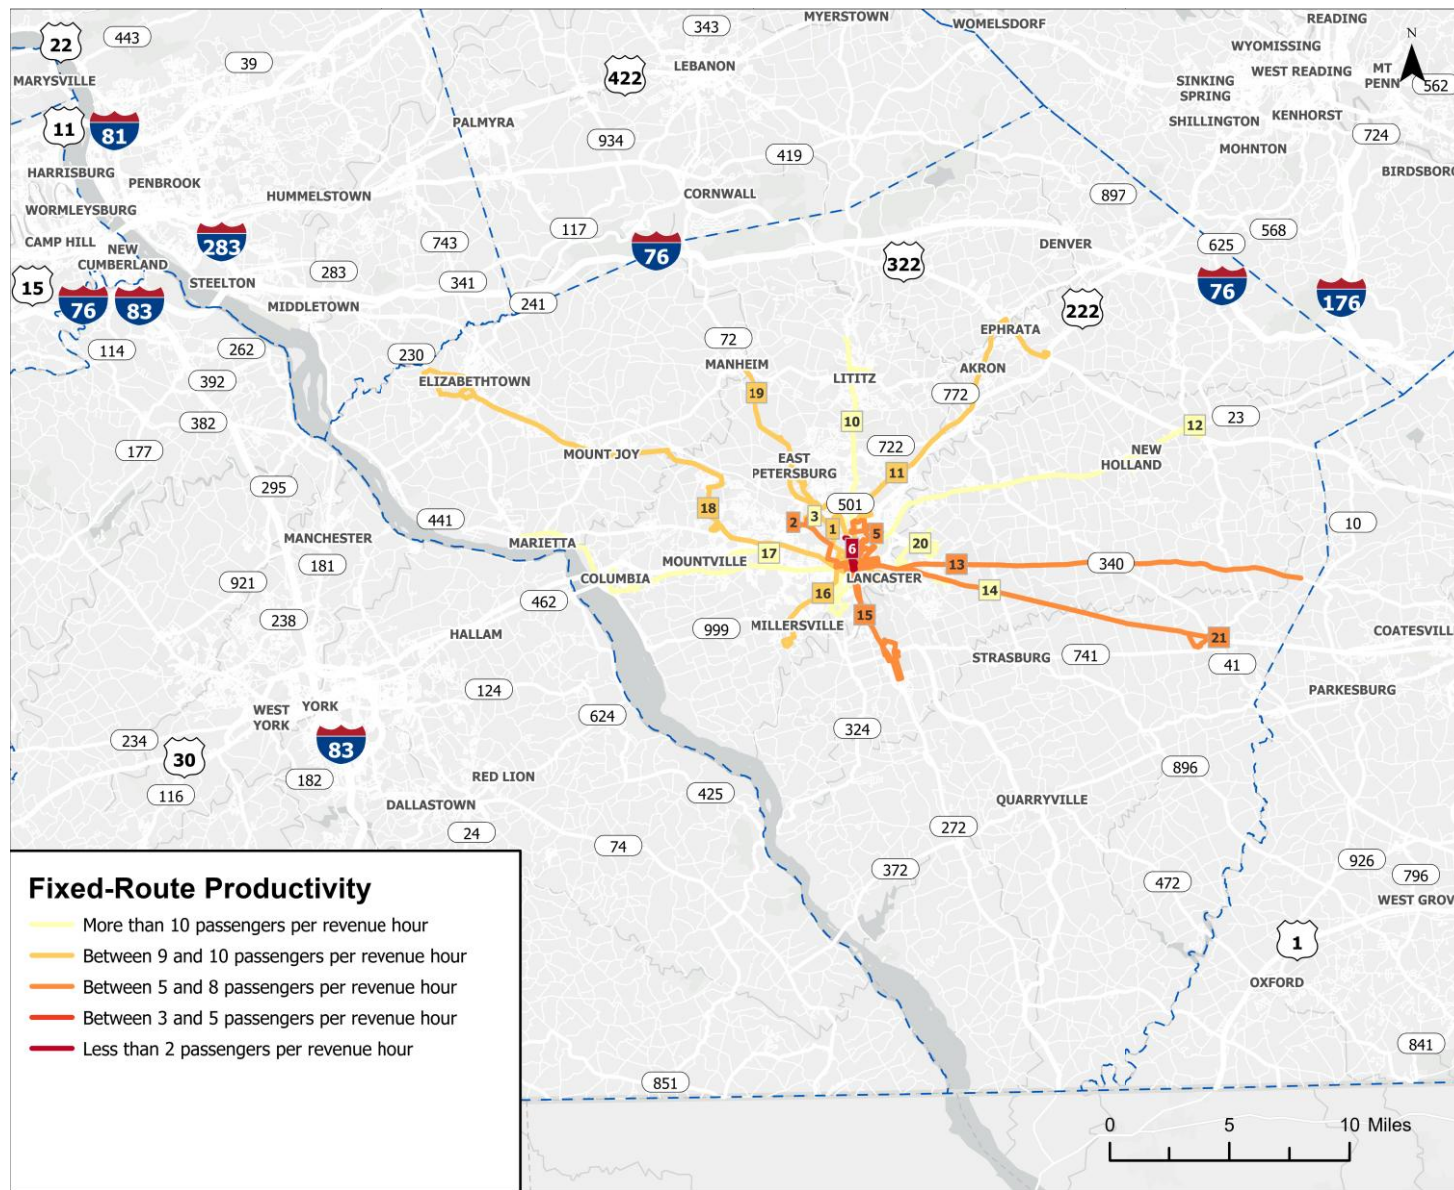 MYERSTOWN
WOMELSDORF
READING
22
443
343
39
LEBANON
WYOMISSING
N
MARYSVILLE
422
WEST READING
MT
PENN
SINKING
SPRING
562
11
81
PALMYRA
SHILLINGTON
KENHORST
934
724
MOHNTON
419
HARRISBURG
PENBROOK
BIRDSBORO
HUMMELSTOWN
CORNWALL
897
WORMLEYSBURG
117
568
CAMP HILL
NEW
CUMBERLAND
283
743
76
DENVER
625
322
15
STEELTON
283
341
76
76
83
MIDDLETOWN
241
222
176
EPHRATA
114
262
230
72
MANHEIM
AKRON
392
ELIZABETHTOWN
LITITZ
19
772
382
10
12
23
177
MOUNT JOY
722
NEW
HOLLAND
EAST
PETERSBURG
11
295
18
501
441
2
3
1
5
10
MANCHESTER
MARIETTA
6
20
181
MOUNTVILLE
17
13
340
921
COLUMBIA
LANCASTER
16
14
462
238
15
HALLAM
999
MILLERSVILLE
21
COATESVILLE
STRASBURG
741
41
124
PARKESBURG
WEST
YORK
YORK
624
324
234
30
83
182
RED LION
896
116
425
DALLASTOWN
QUARRYVILLE
24
74
272
926
372
796
472
WEST GROV
Fixed-Route Productivity
More than 10 passengers per revenue hour
Between 9 and 10 passengers per revenue hour
Between 5 and 8 passengers per revenue hour
Between 3 and 5 passengers per revenue hour
Less than 2 passengers per revenue hour
1
OXFORD
841
851
0 5 10 Miles